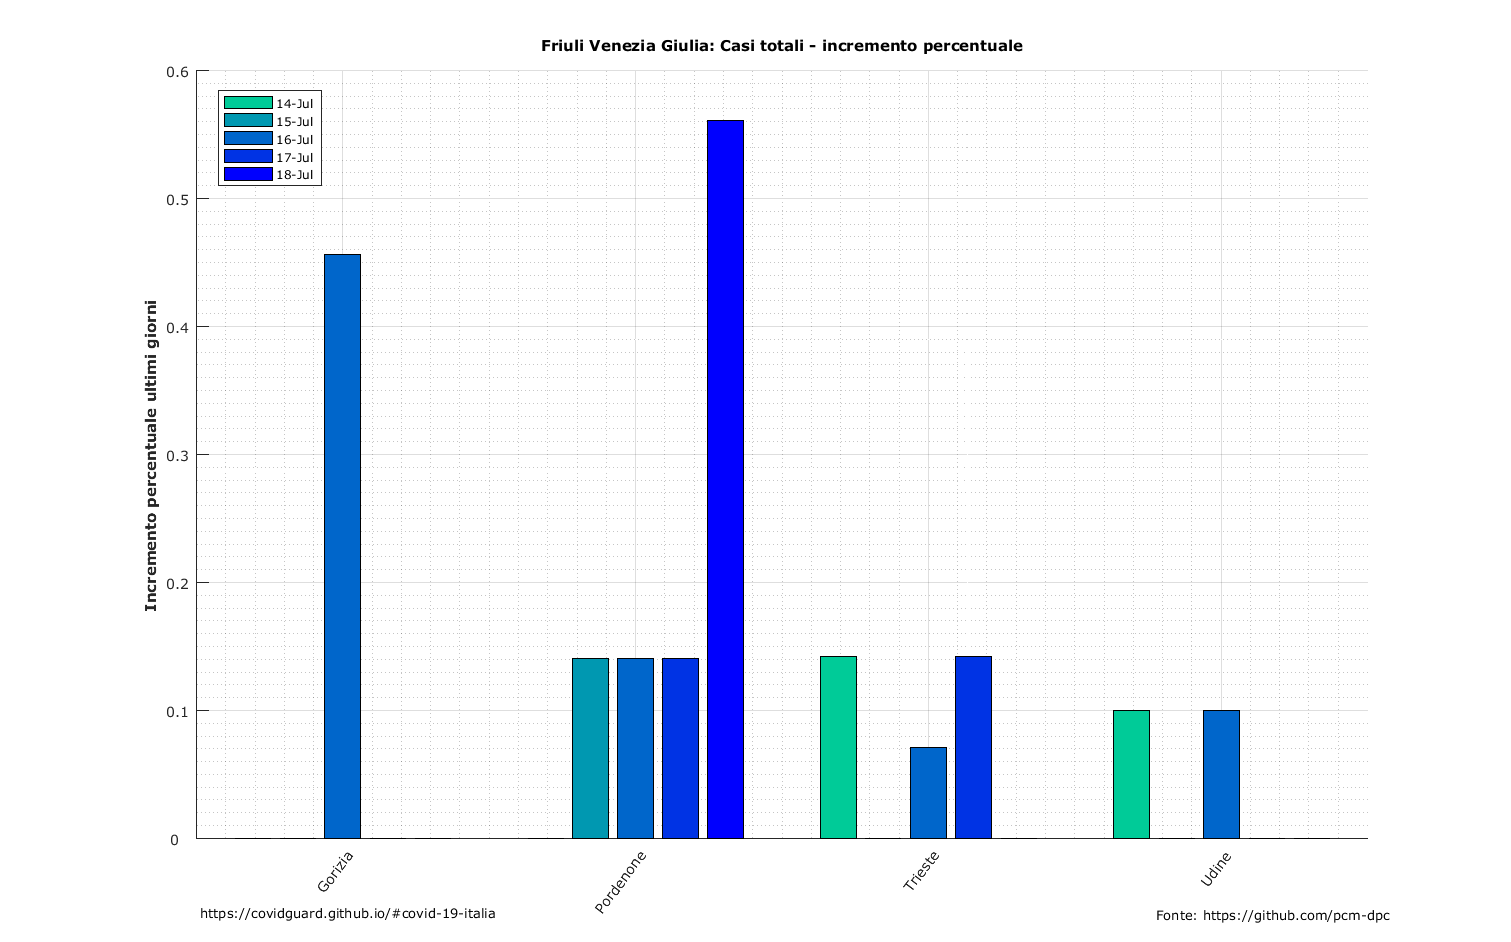 Friuli Venezia Giulia: Casi totali - incremento percentuale
0.6
0.5
0.4
0.3
0.2
0.1
0
14-Jul
15-Jul
16-Jul
17-Jul
18-Jul
Incremento percentuale ultimi giorni
Gorizia
Pordenone
Trieste
Udine
https://covidguard.github.io/#covid-19-italia
Fonte: https://github.com/pcm-dpc